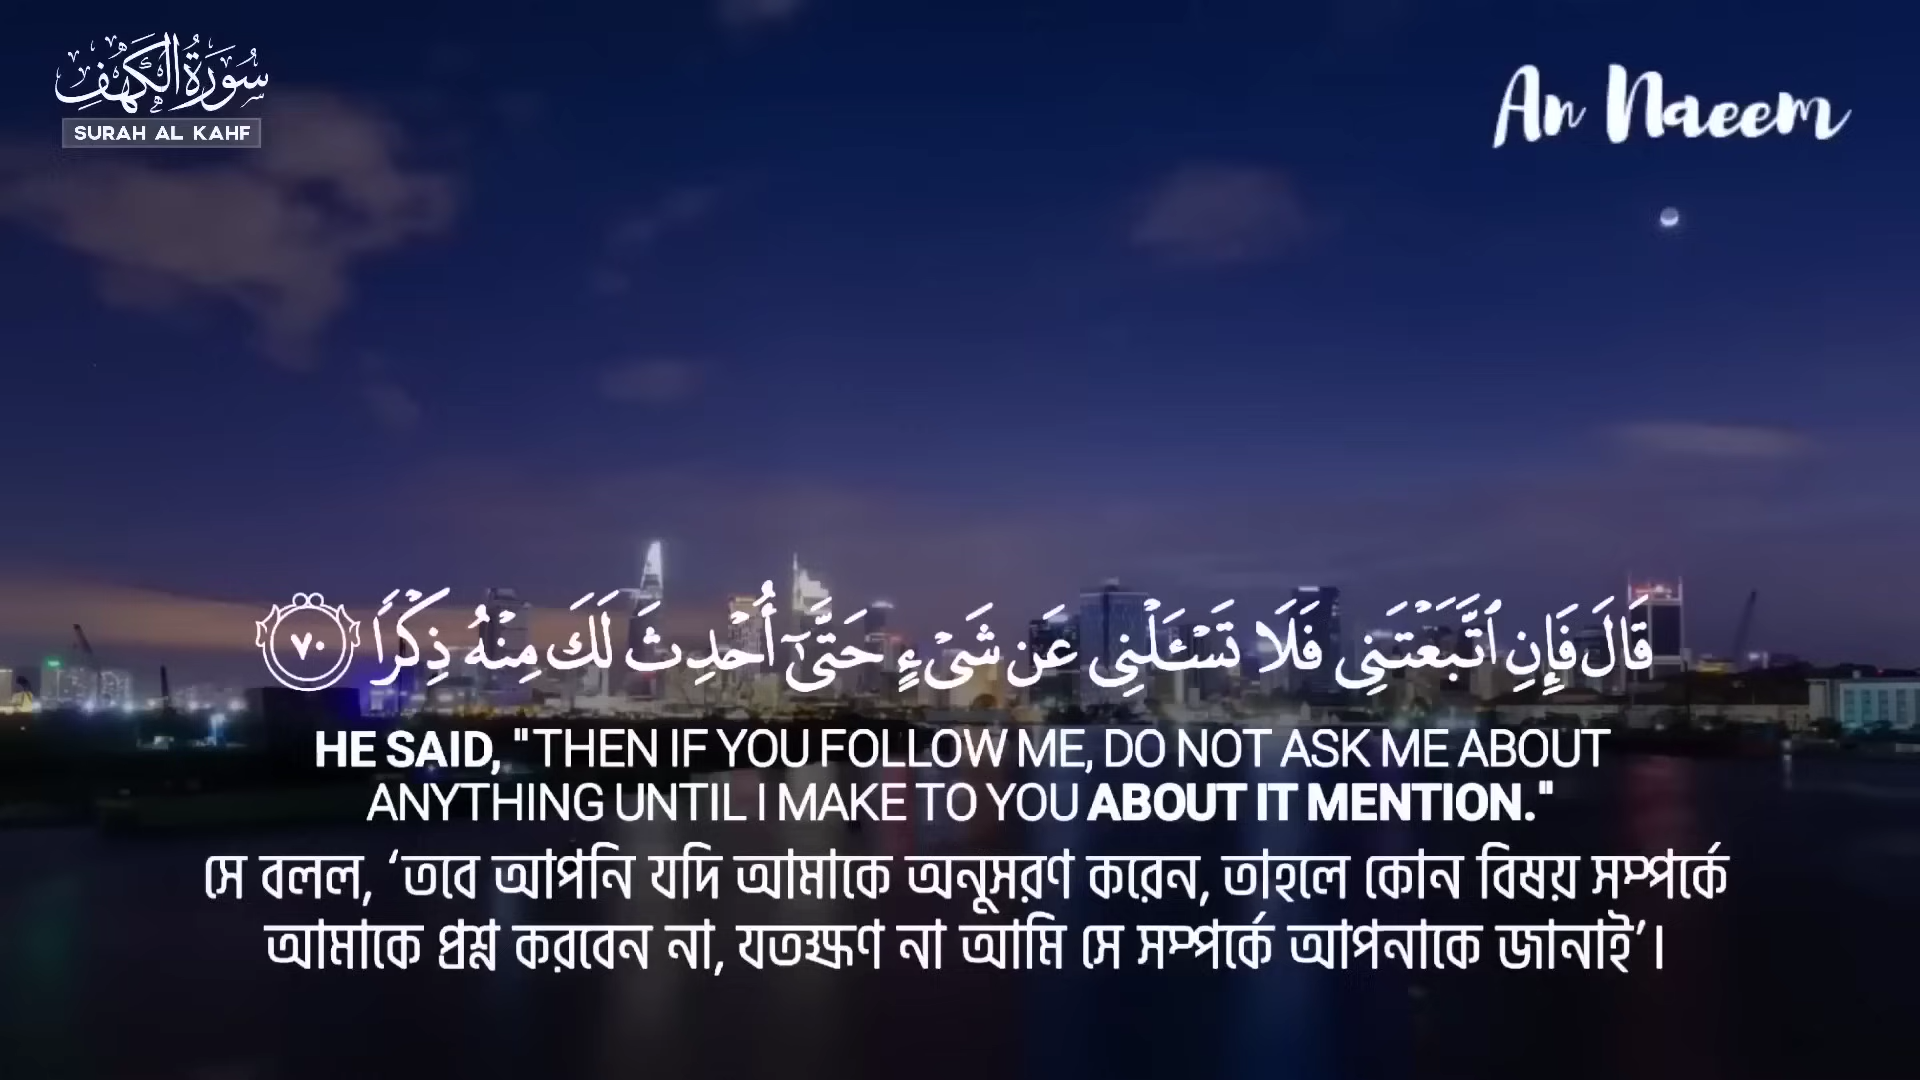 سُورَةُ الكَهْفِ
SURAH AL KAHF
An Naeem
قَالَ فَإِنِ ٱتَّبَعْتَنِى فَلَا تَسْـَٔلْنِى عَن شَىْءٍ حَتَّىٰٓ أُحْدِثَ لَكَ مِنْهُ ذِكْرًا ٧٠
HE SAID, "THEN IF YOU FOLLOW ME, DO NOT ASK ME ABOUT
ANYTHING UNTIL I MAKE TO YOU ABOUT IT MENTION."
সে বলল, ‘তবে আপনি যদি আমাকে অনুসরণ করেন, তাহলে কোন বিষয় সম্পর্কে
আমাকে প্রশ্ন করবেন না, যতক্ষণ না আমি সে সম্পর্কে আপনাকে জানাই’।